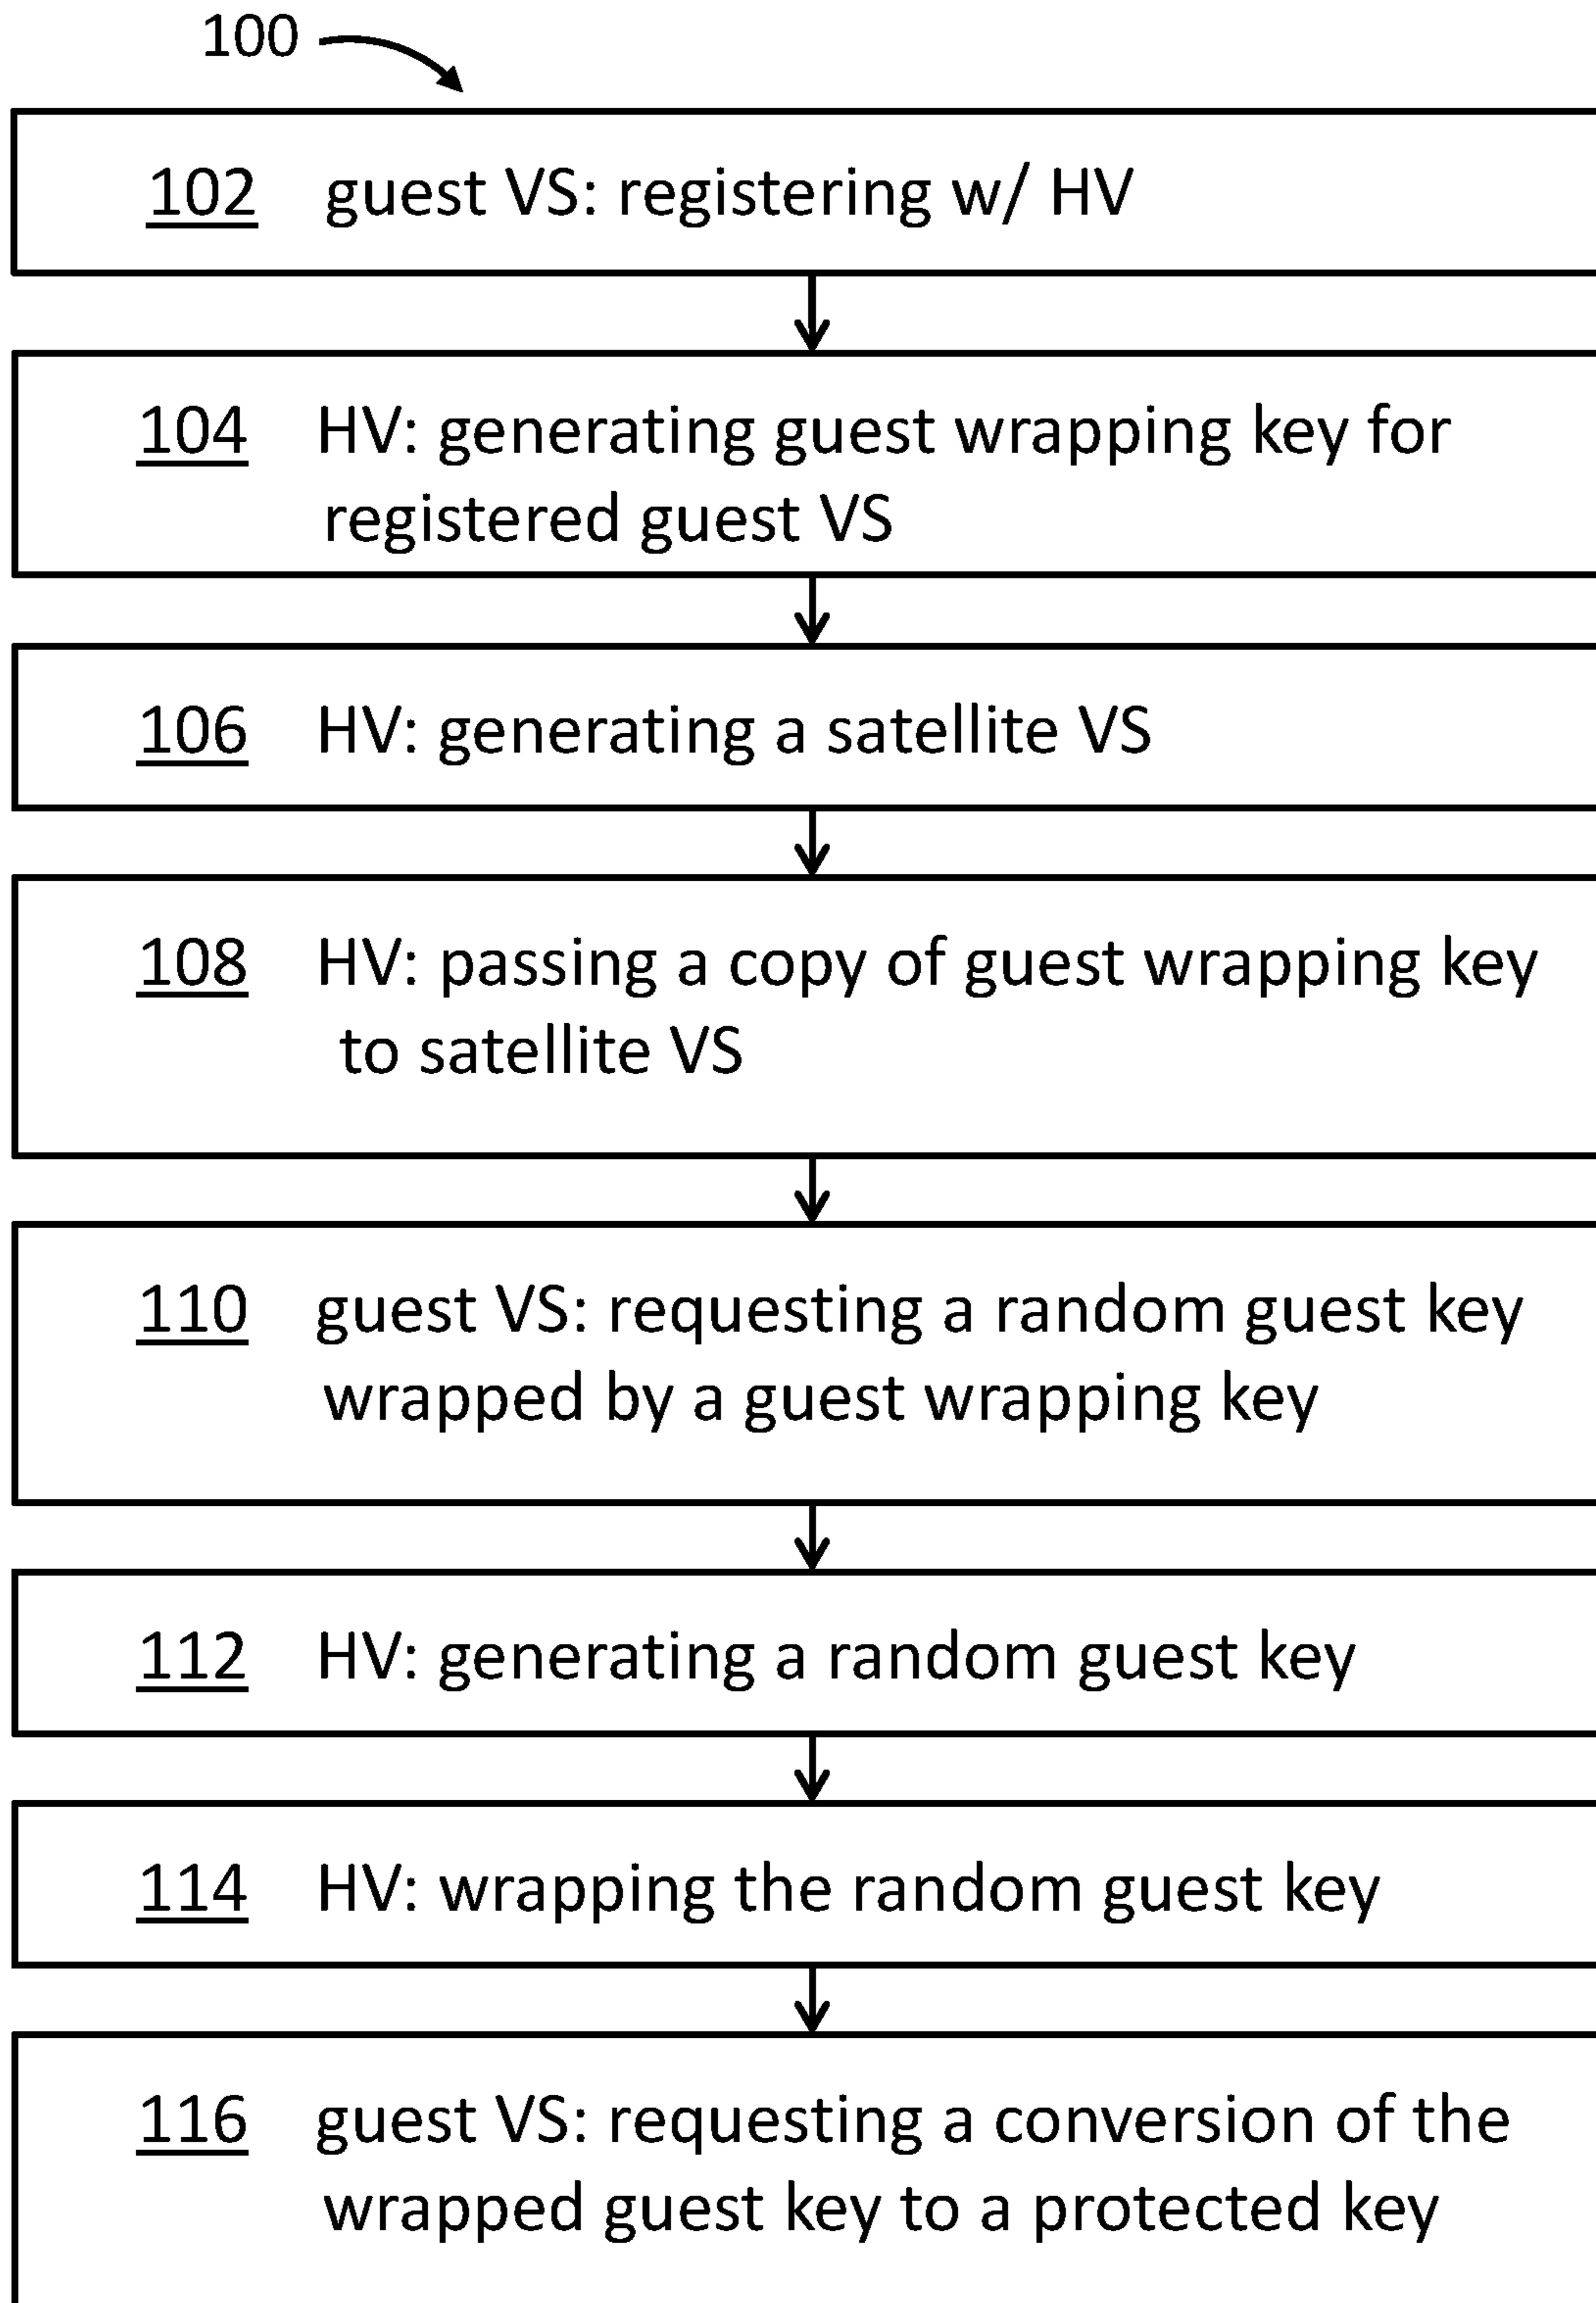 100
102 guest VS: registering w/ HV
104 HV: generating guest wrapping key for
registered guest VS
106 HV: generating a satellite VS
108 HV: passing a copy of guest wrapping key
to satellite VS
110 guest VS: requesting a random guest key
wrapped by a guest wrapping key
112 HV: generating a random guest key
114 HV: wrapping the random guest key
116 guest VS: requesting a conversion of the
wrapped guest key to a protected key